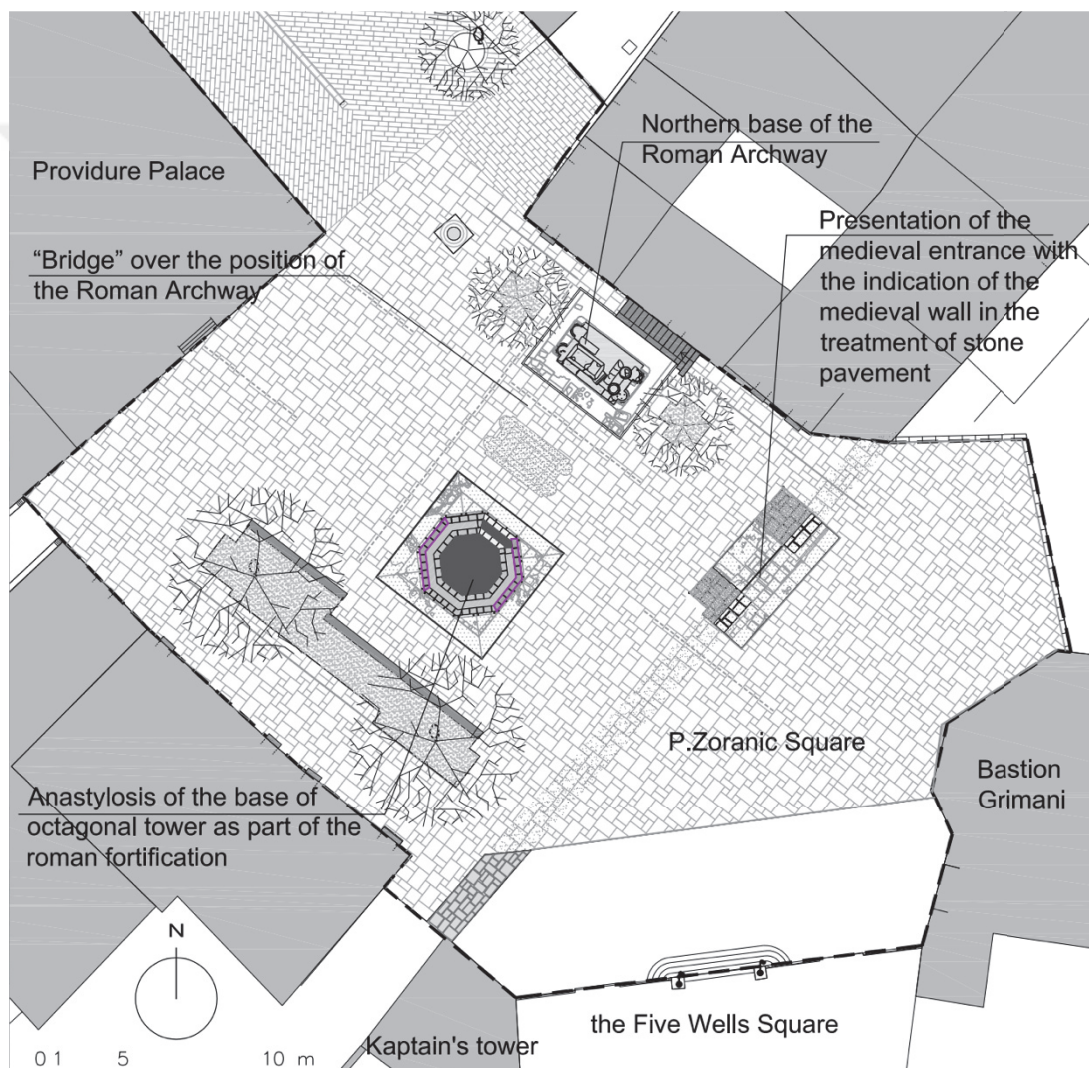 Northern base of the
Roman Archway
Providure Palace
Presentation of the
medieval entrance with
the indication of the
medieval wall in the
treatment of stone
pavement
“Bridge” over the position of
the Roman Archway
P.Zoranic Square
Bastion
Grimani
Anastylosis of the base of
octagonal tower as part of the
roman fortification
N
the Five Wells Square
Kaptain's tower
0 1 5 10 m